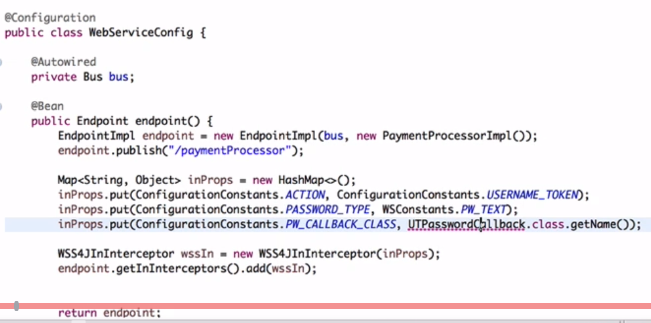 @Configuration
public class WebServiceConfig {
@Autowired
private Bus bus;
@Bean
public Endpoint endpoint() {
EndpointImpl endpoint = new EndpointImpl(bus, new PaymentProcessorImpl());
endpoint.publish("/paymentProcessor");
Map<String, Object> inProps = new HashMap<>();
inProps.put(ConfigurationConstants.ACTION, ConfigurationConstants.USERNAME_TOKEN);
inProps.put(ConfigurationConstants.PASSWORD_TYPE, WSConstants.PW_TEXT);
inProps.put(ConfigurationConstants.PW_CALLBACK_CLASS, UTPasswordCallback.class.getName());
WSS4JInInterceptor wssIn = new WSS4JInInterceptor(inProps);
endpoint.getInInterceptors().add(wssIn);
return endpoint;